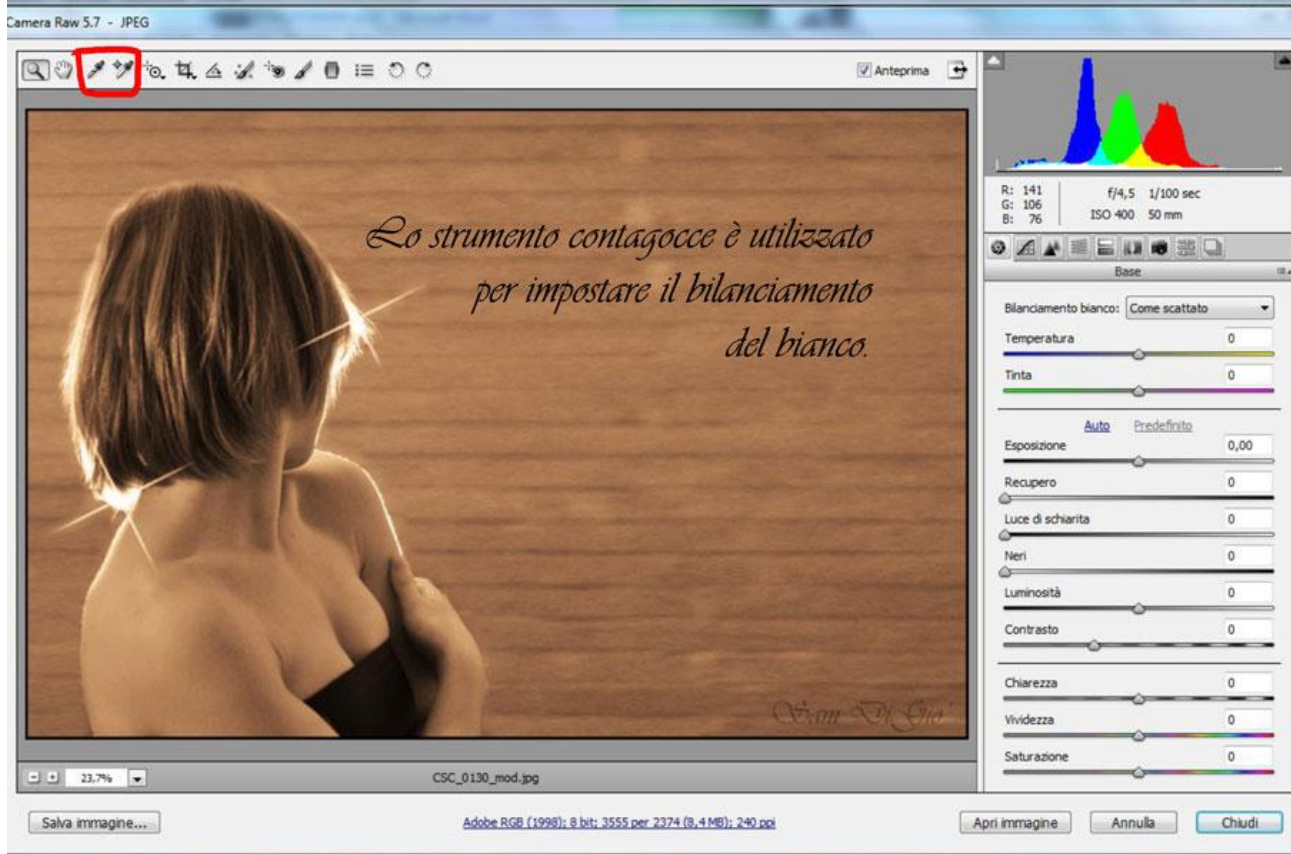 Camera Raw 5.7 - JPEG
Anteprima
Lo strumento contagocce è utilizzato
per impostare il bilanciamento
del bianco.
Sam Di Gio'
R: 141
G: 106
B: 76
f/4,5 1/100 sec
ISO 400 50 mm
Base
Bilanciamento bianco: Come scattato
Temperatura 0
Tinta 0
Auto Predefinito
Esposizione 0,00
Recupero 0
Luce di schiarita 0
Neri 0
Luminosità 0
Contrasto 0
Chiarezza 0
Vividezza 0
Saturazione 0
23,7%
CSC_0130_mod.jpg
Salva immagine...
Adobe RGB (1998); 8 bit; 3555 per 2374 (8,4 MB); 240 ppi
Apri immagine
Annulla
Chiudi